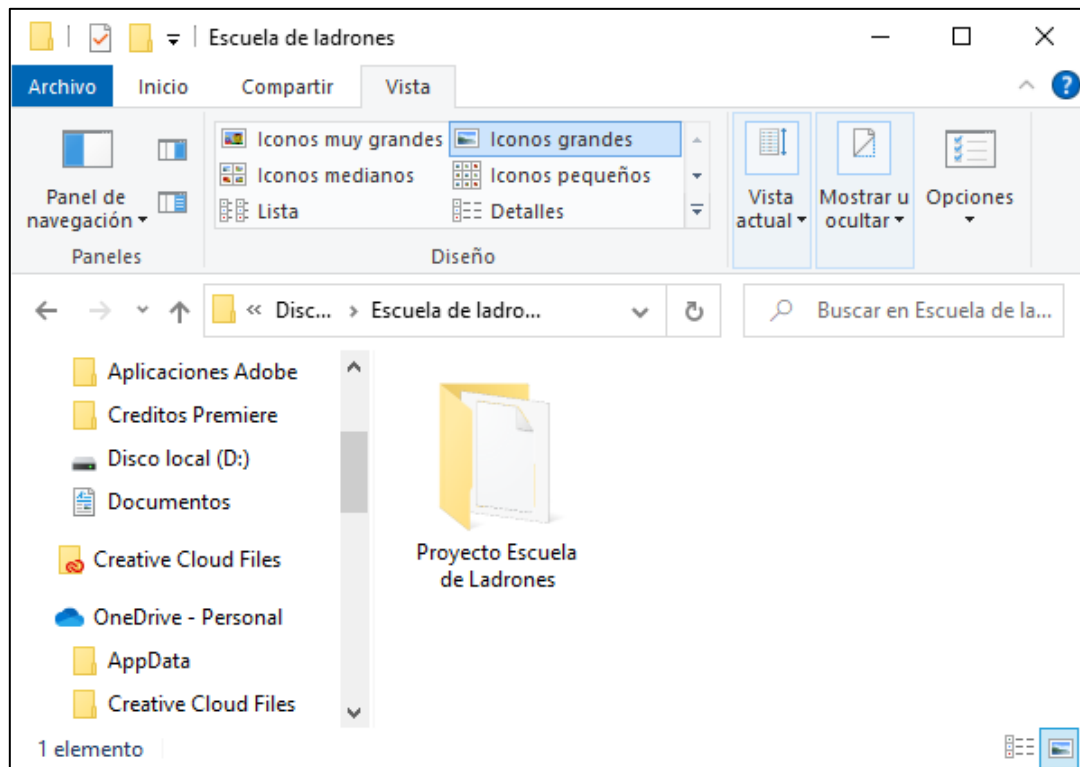 Escuela de ladrones
Archivo Inicio Compartir Vista
Iconos muy grandes Iconos grandes
Iconos medianos Iconos pequeños
Lista Detalles
Panel de
navegación
Vista
actual
Mostrar u
ocultar
Opciones
Paneles Diseño
« Disc... > Escuela de ladro... Buscar en Escuela de la...
Aplicaciones Adobe
Creditos Premiere
Disco local (D:)
Documentos
Creative Cloud Files
OneDrive - Personal
AppData
Creative Cloud Files
Proyecto Escuela
de Ladrones
1 elemento